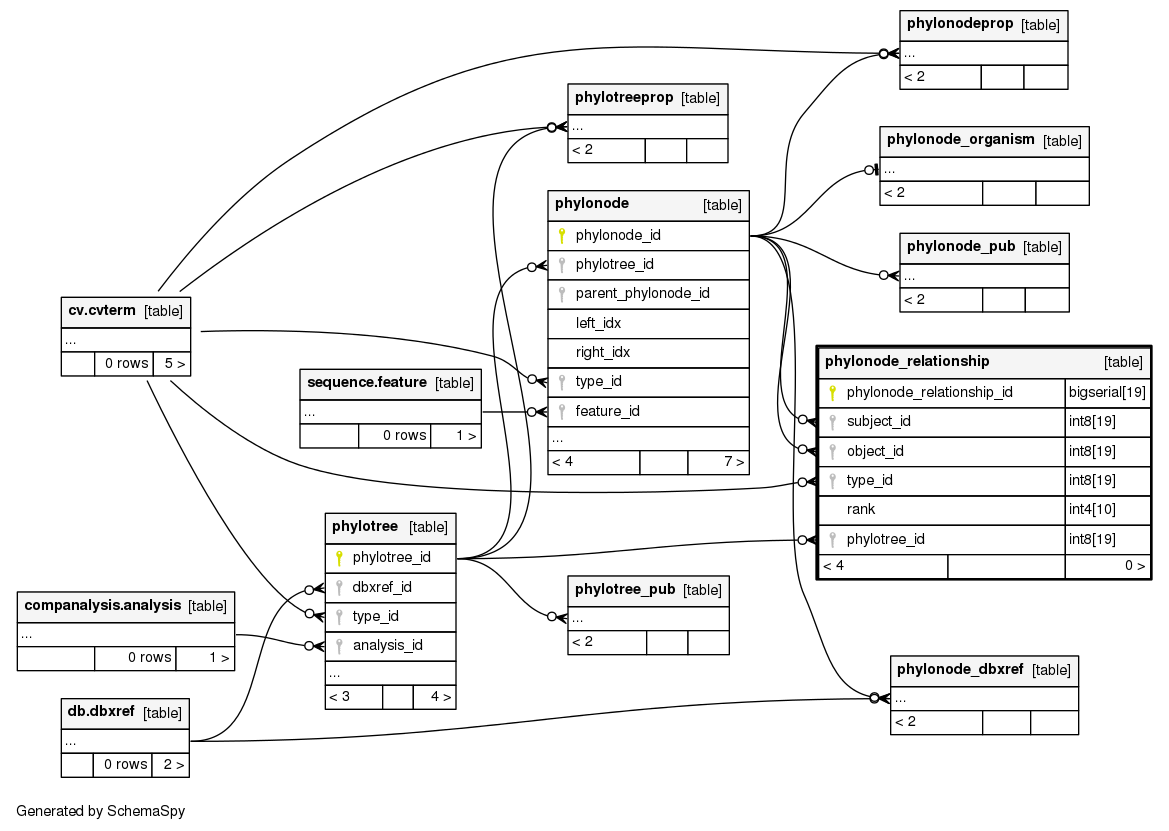 phylonodeprop [table]
...
< 2
phylotreeprop [table]
...
< 2
phylonode_organism [table]
...
< 2
phylonode [table]
phylonode_id
phylotree_id
parent_phylonode_id
left_idx
right_idx
type_id
feature_id
...
< 4 7 >
phylonode_pub [table]
...
< 2
cv.cvterm [table]
...
0 rows 5 >
sequence.feature [table]
...
0 rows 1 >
phylonode_relationship [table]
phylonode_relationship_id bigserial[19]
subject_id int8[19]
object_id int8[19]
type_id int8[19]
rank int4[10]
phylotree_id int8[19]
< 4 0 >
phylotree [table]
phylotree_id
dbxref_id
type_id
analysis_id
...
< 3 4 >
phylotree_pub [table]
...
< 2
companalysis.analysis [table]
...
0 rows 1 >
phylonode_dbxref [table]
...
< 2
db.dbxref [table]
...
0 rows 2 >
Generated by SchemaSpy